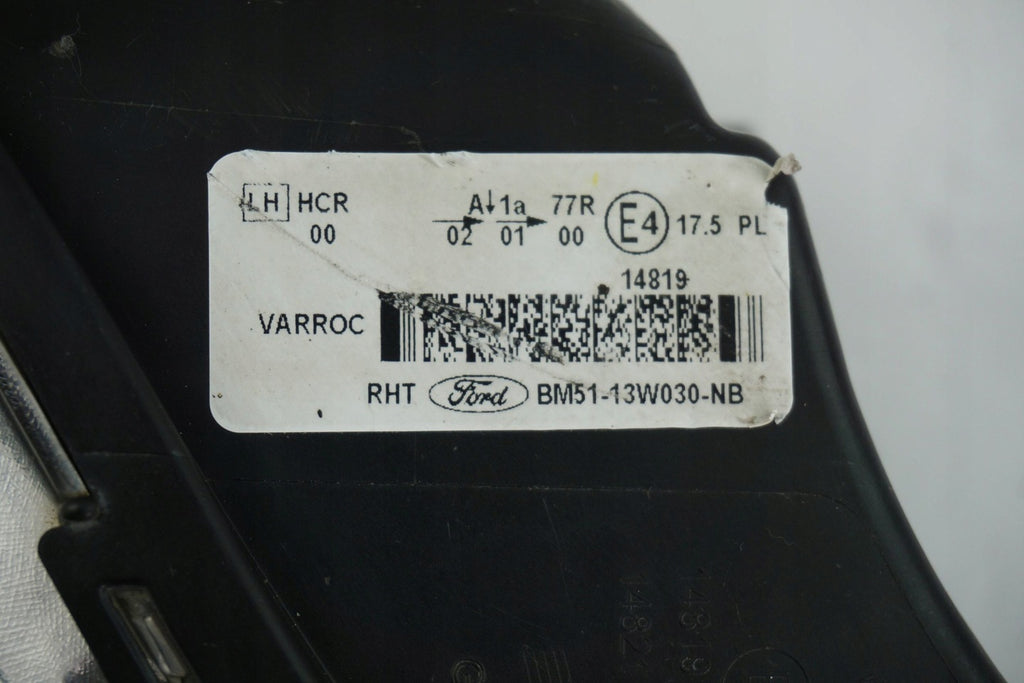 LH HCR A↓1a 77R E4 17.5 PL
00 02 01 00
14819
VARROC
RHT Ford BM51-13W030-NB
14819